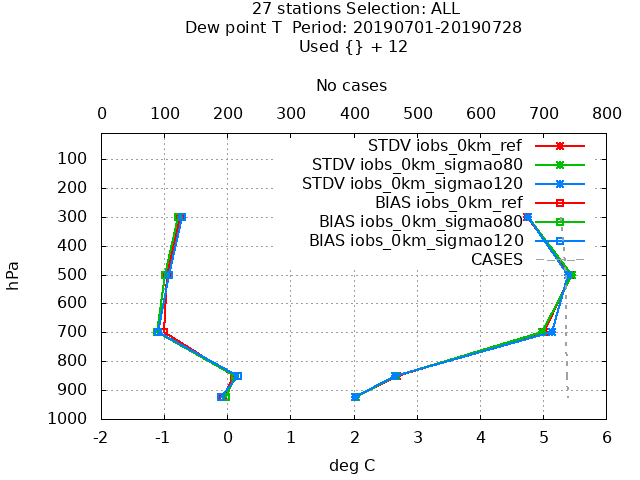 27 stations Selection: ALL
Dew point T  Period: 20190701-20190728
Used {} + 12
No cases
0 100 200 300 400 500 600 700 800
STDV iobs_0km_ref
STDV iobs_0km_sigmao80
STDV iobs_0km_sigmao120
BIAS iobs_0km_ref
BIAS iobs_0km_sigmao80
BIAS iobs_0km_sigmao120
CASES
hPa
100
200
300
400
500
600
700
800
900
1000
-2 -1 0 1 2 3 4 5 6
deg C